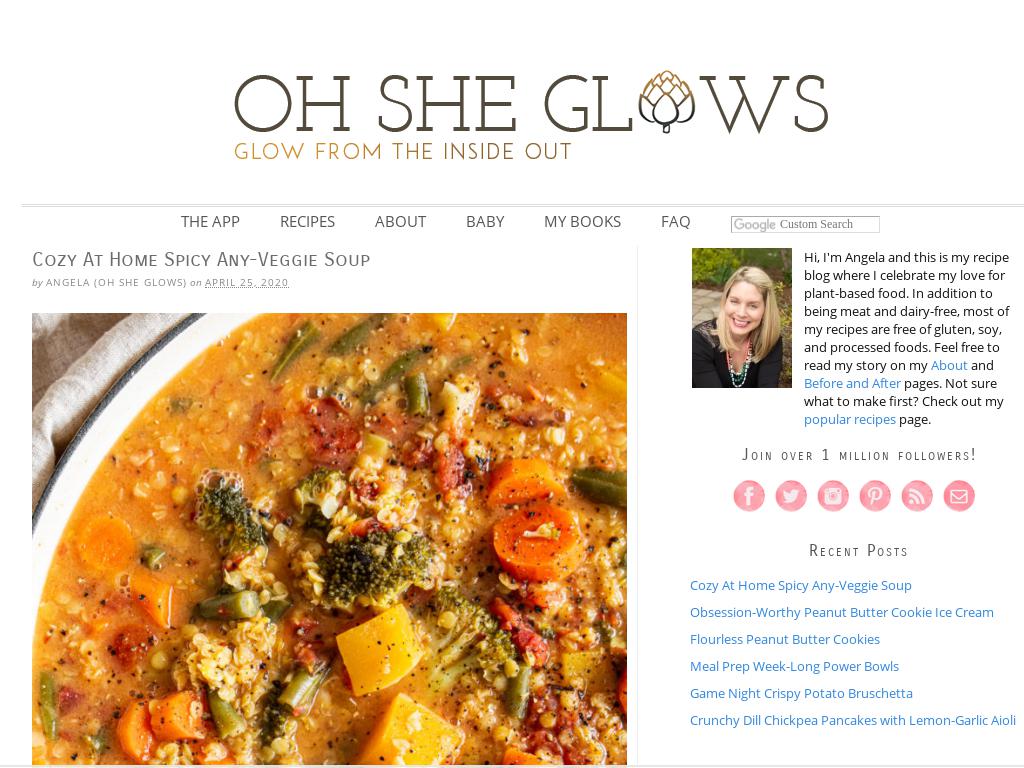 OH SHE GLOWS
GLOW FROM THE INSIDE OUT
THE APP RECIPES ABOUT BABY MY BOOKS FAQ Google Custom Search
Cozy At Home Spicy Any-Veggie Soup
by ANGELA (OH SHE GLOWS) on APRIL 25, 2020
Hi, I'm Angela and this is my recipe
blog where I celebrate my love for
plant-based food. In addition to
being meat and dairy-free, most of
my recipes are free of gluten, soy,
and processed foods. Feel free to
read my story on my About and
Before and After pages. Not sure
what to make first? Check out my
popular recipes page.
Join over 1 million followers!
Recent Posts
Cozy At Home Spicy Any-Veggie Soup
Obsession-Worthy Peanut Butter Cookie Ice Cream
Flourless Peanut Butter Cookies
Meal Prep Week-Long Power Bowls
Game Night Crispy Potato Bruschetta
Crunchy Dill Chickpea Pancakes with Lemon-Garlic Aioli